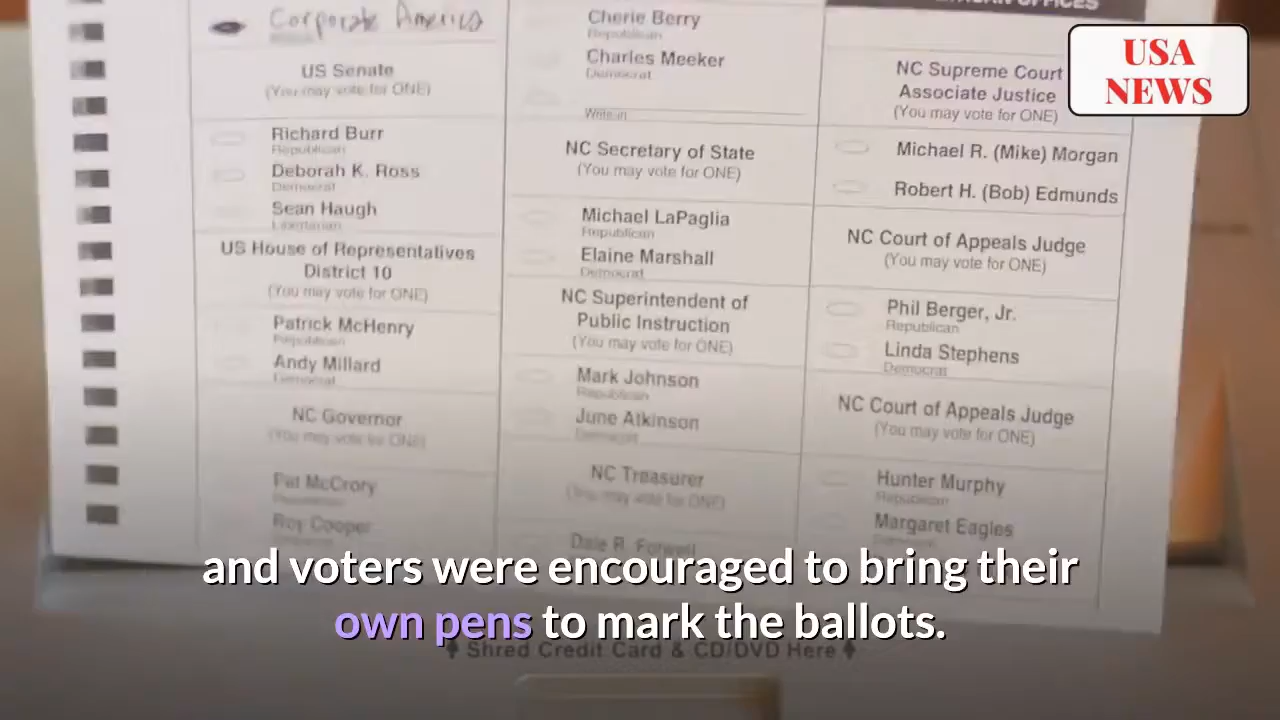 Corporate America
US Senate
(You may vote for ONE)
Richard Burr
Republican
Deborah K. Ross
Democrat
Sean Haugh
Libertarian
US House of Representatives
District 10
(You may vote for ONE)
Patrick McHenry
Republican
Andy Millard
Democrat
NC Governor
(You may vote for ONE)
Pat McCrory
Republican
Roy Cooper
Cherie Berry
Republican
Charles Meeker
Democrat
Write in
NC Secretary of State
(You may vote for ONE)
Michael LaPaglia
Republican
Elaine Marshall
Democrat
NC Superintendent of
Public Instruction
(You may vote for ONE)
Mark Johnson
Republican
June Atkinson
Democrat
NC Treasurer
(You may vote for ONE)
Dale R. Folwell
OFFICES
NC Supreme Court
Associate Justice
(You may vote for ONE)
Michael R. (Mike) Morgan
Robert H. (Bob) Edmunds
NC Court of Appeals Judge
(You may vote for ONE)
Phil Berger, Jr.
Republican
Linda Stephens
Democrat
NC Court of Appeals Judge
(You may vote for ONE)
Hunter Murphy
Republican
Margaret Eagles
Democrat
USA
NEWS
and voters were encouraged to bring their
own pens to mark the ballots.
Shred Credit Card & CD/DVD Here